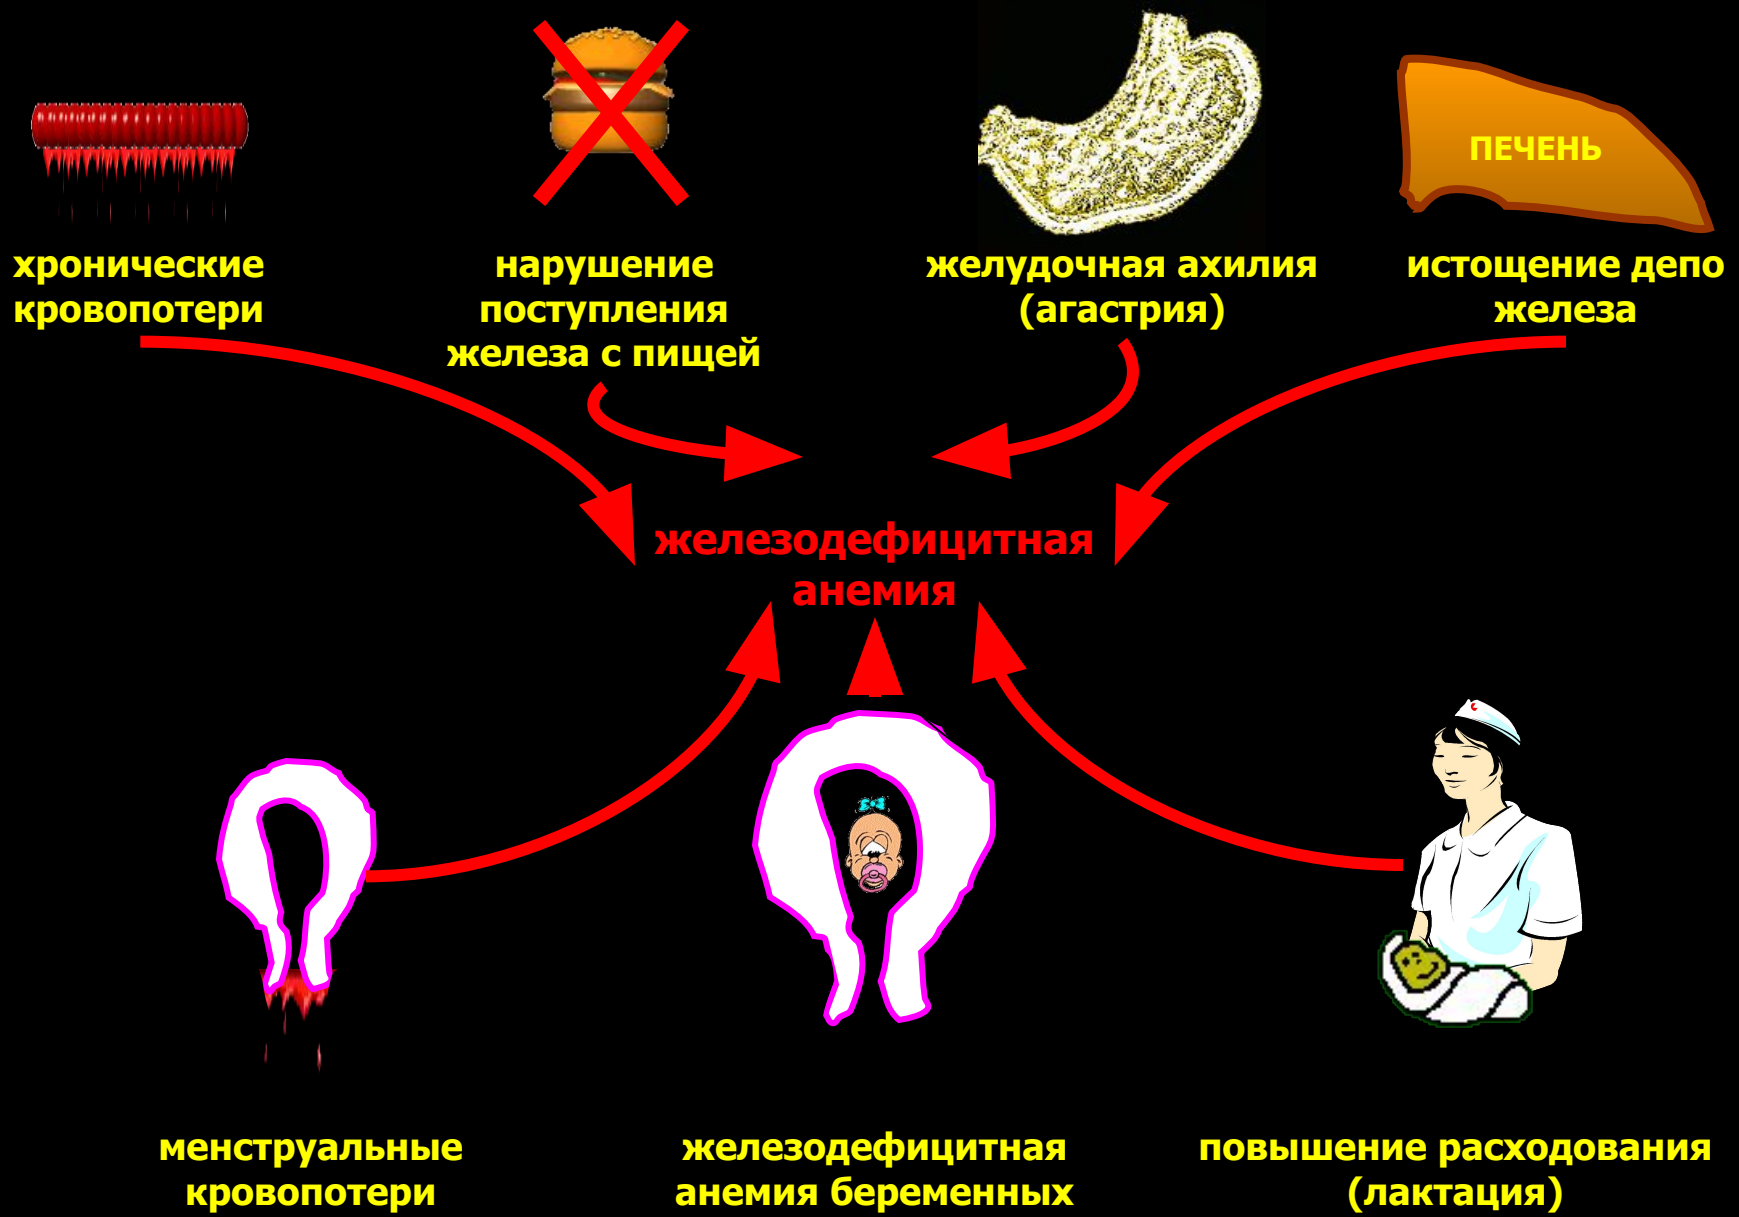 ПЕЧЕНЬ
хронические
кровопотери
нарушение
поступления
железа с пищей
желудочная ахилия
(агастрия)
истощение депо
железа
железодефицитная
анемия
менструальные
кровопотери
железодефицитная
анемия беременных
повышение расходования
(лактация)